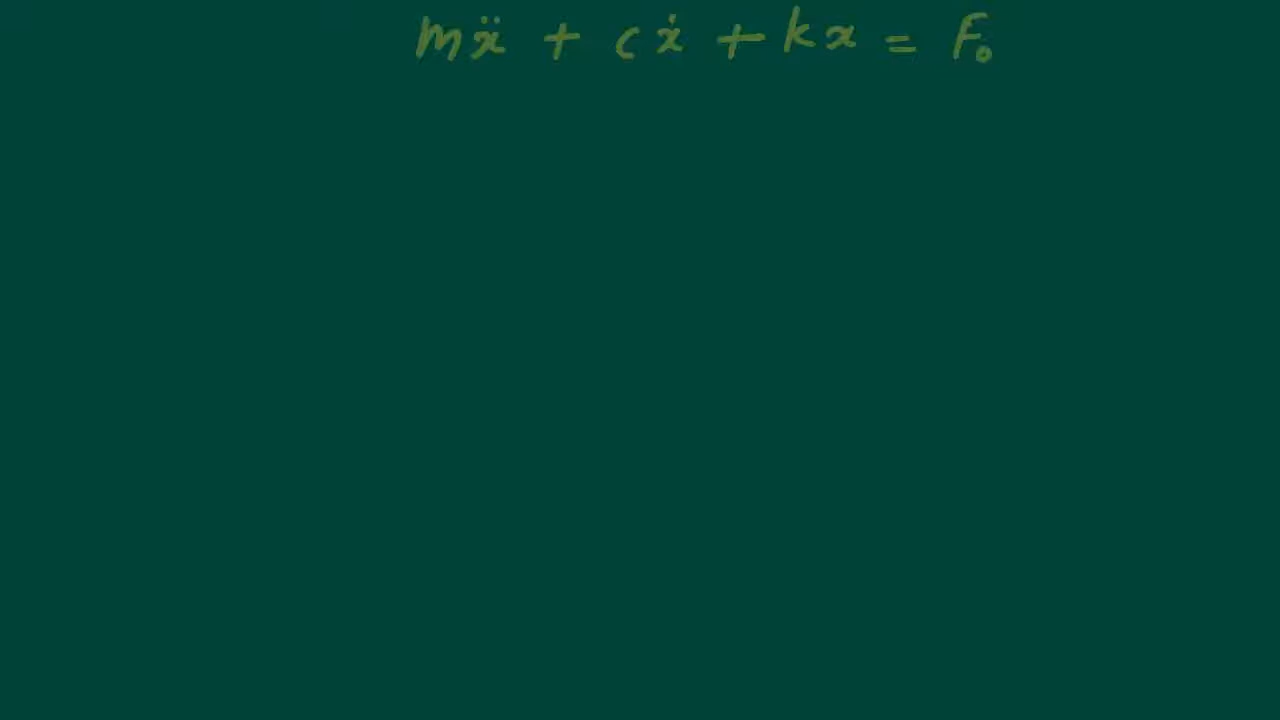 mẍ + cẋ + kx = F₀